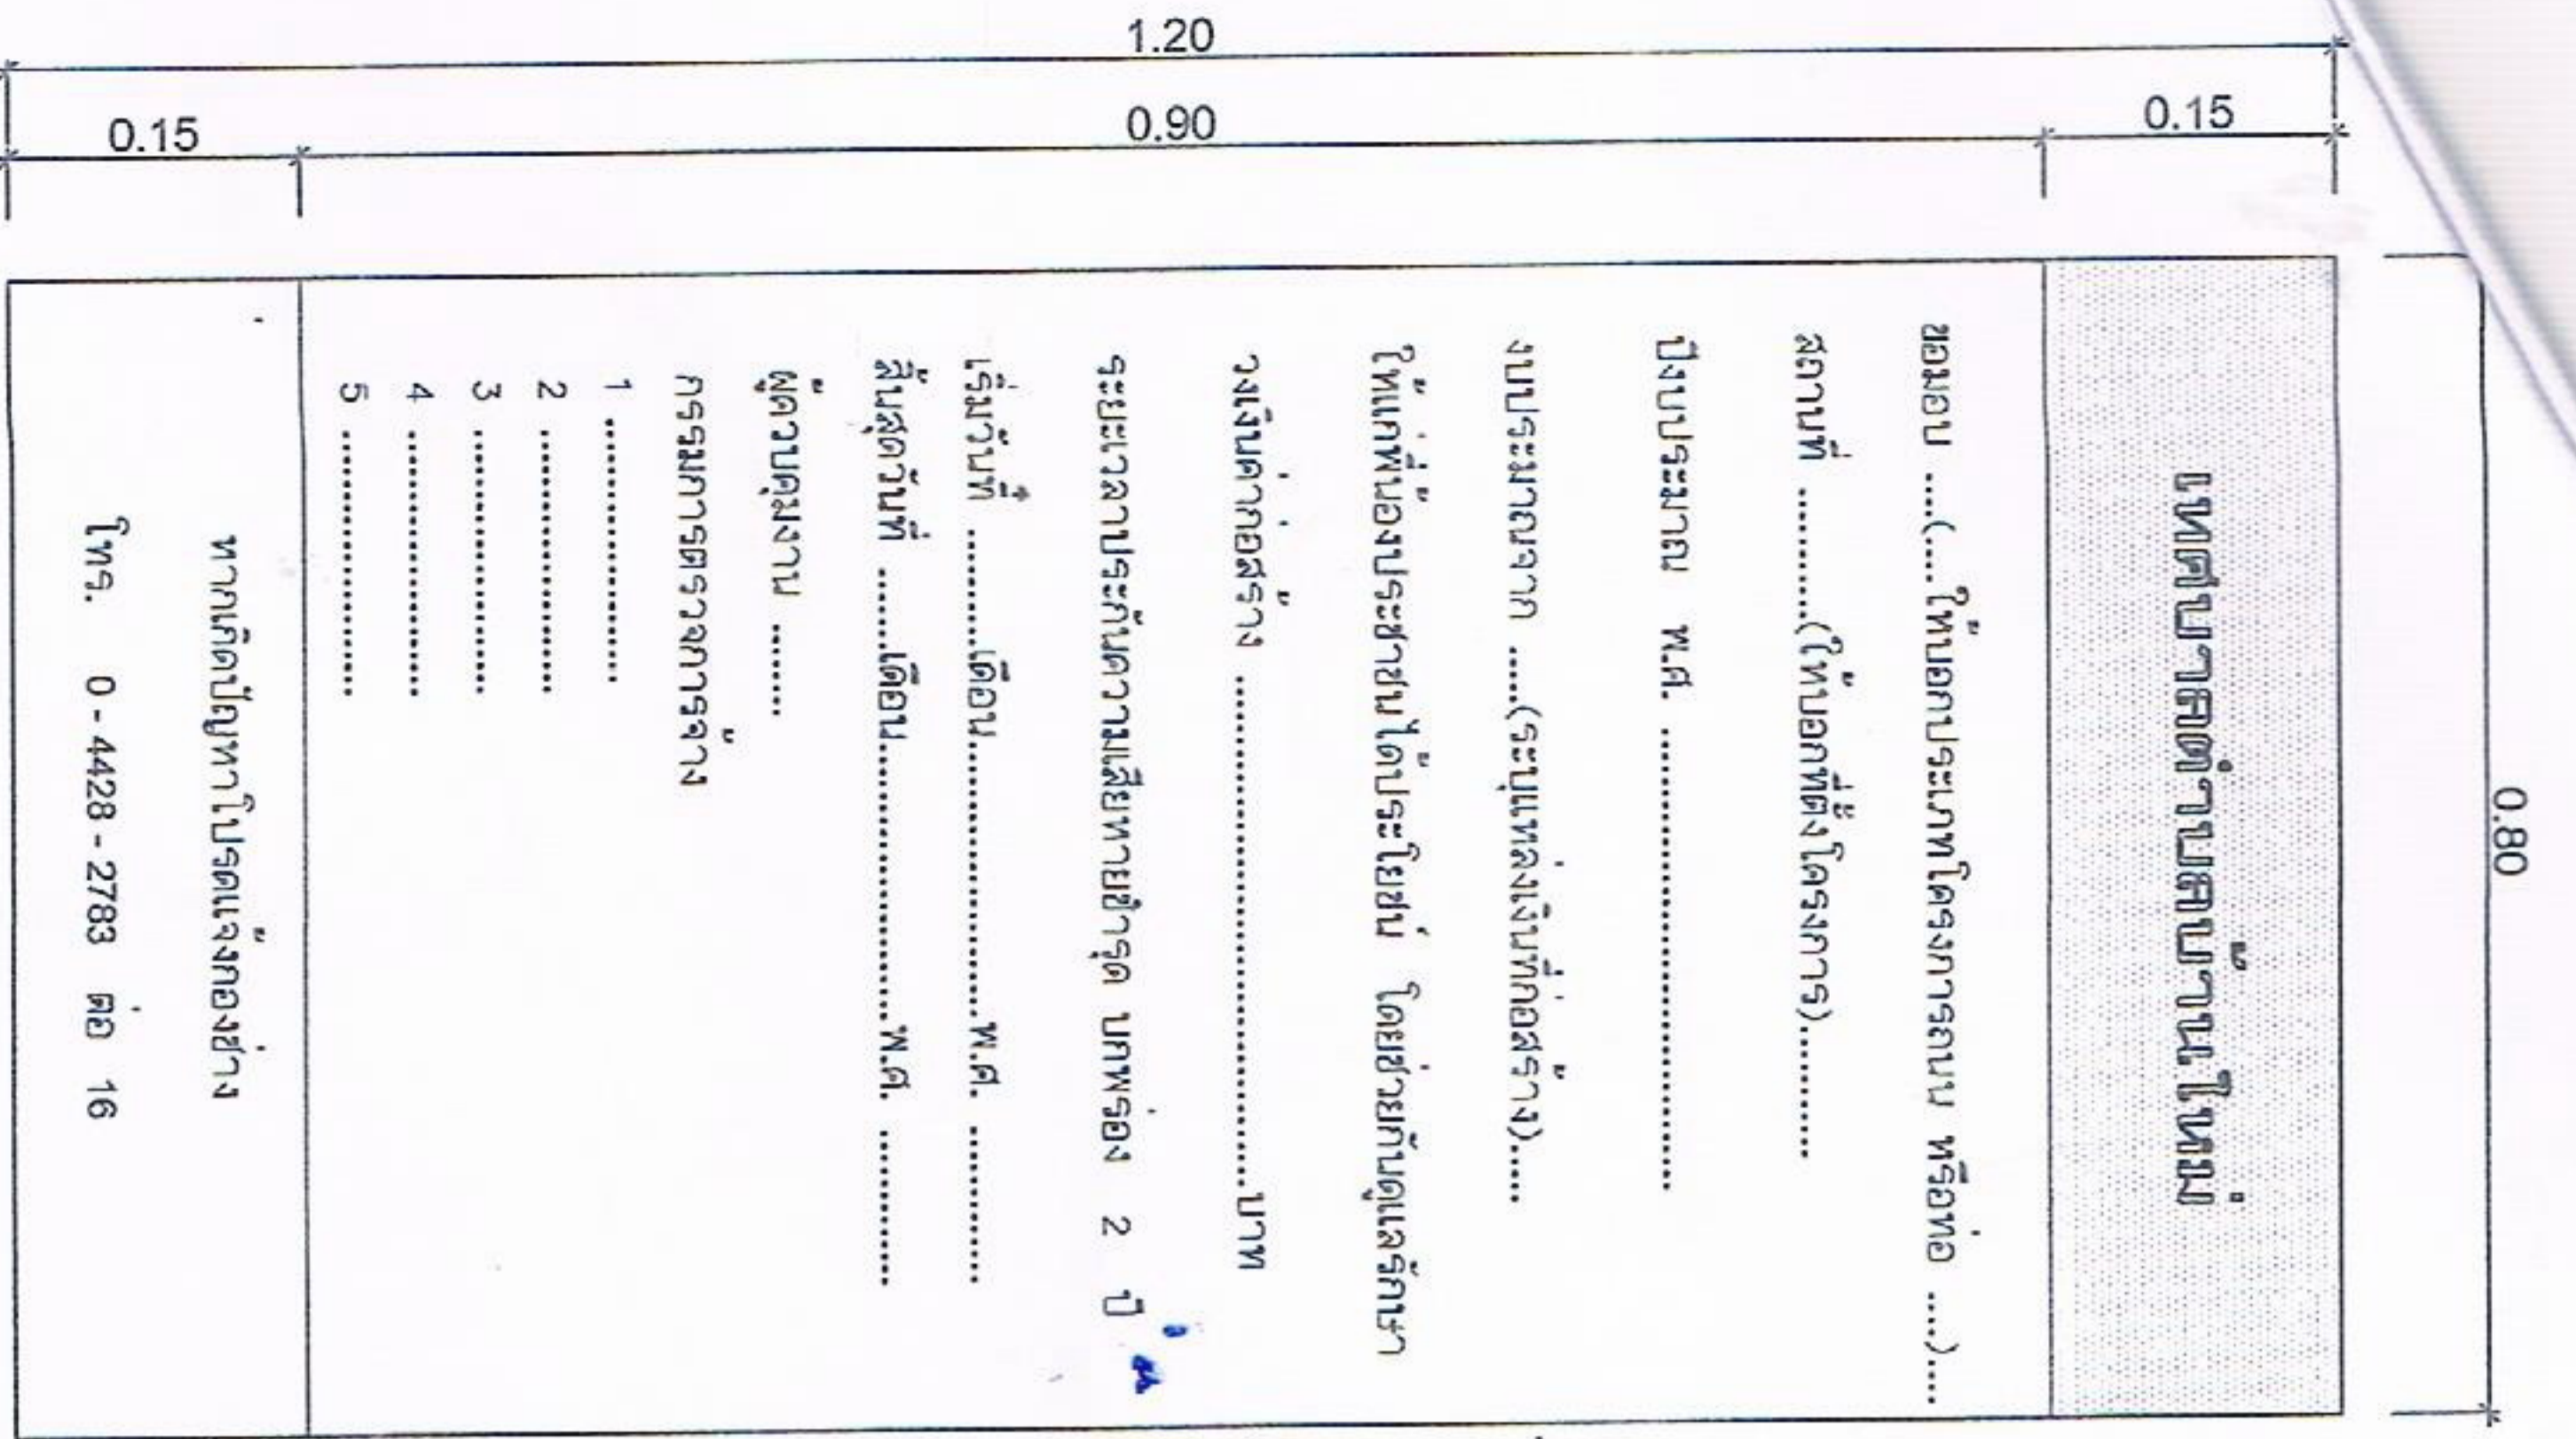 1.20
0.15
0.90
0.15
0.80
เทศบาลตำบลบ้านใหม่
ขอมอบ ....(....ให้บอกประเภทโครงการถนน หรือท่อ ....)....
สถานที่ ..........(ให้บอกที่ตั้งโครงการ)..........
ปีงบประมาณ พ.ศ. ........................................
งบประมาณจาก .....(ระบุแหล่งเงินที่ก่อสร้าง).....
ให้แก่พี่น้องประชาชนได้ประโยชน์ โดยช่วยกันดูแลรักษา
วงเงินค่าก่อสร้าง ............................................บาท
ระยะเวลาประกันความเสียหายชำรุด บกพร่อง 2 ปี
เริ่มวันที่ ..........เดือน........................พ.ศ. .............
สิ้นสุดวันที่ .......เดือน........................พ.ศ. .............
ผู้ควบคุมงาน ........
กรรมการตรวจการจ้าง
1 ........................
2 ........................
3 ........................
4 ........................
5 ........................
หากเกิดปัญหาโปรดแจ้งกองช่าง
โทร. 0 - 4428 - 2783 ต่อ 16